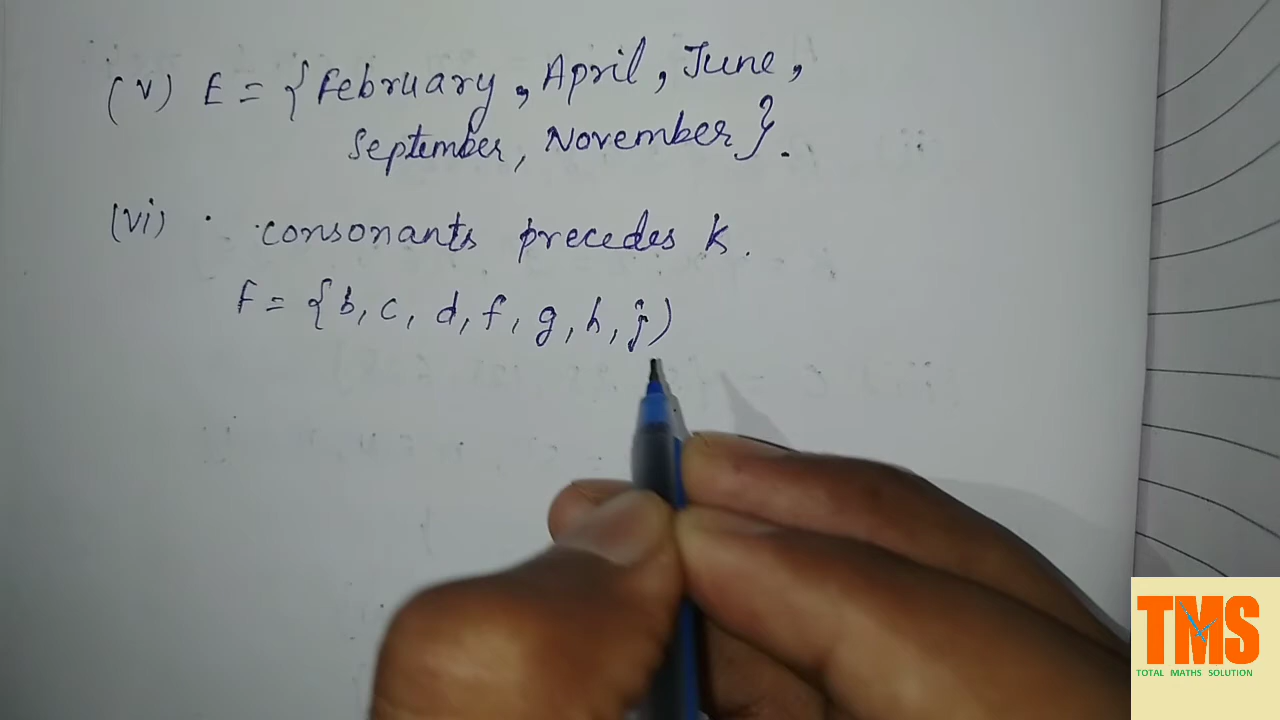 (v) E = {February, April, June,
September, November}.
(vi) consonants precedes k.
F = {b, c, d, f, g, h, j)
TMS
TOTAL MATHS SOLUTION